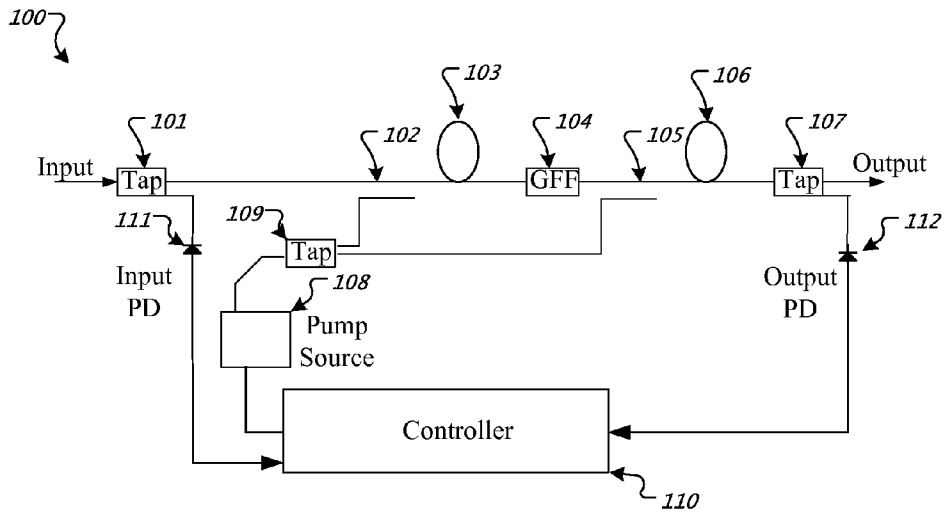 100
103
106
101
102
104
105
107
Input
Tap
GFF
Tap
Output
111
109
Tap
112
Input
PD
108
Pump
Source
Output
PD
Controller
110